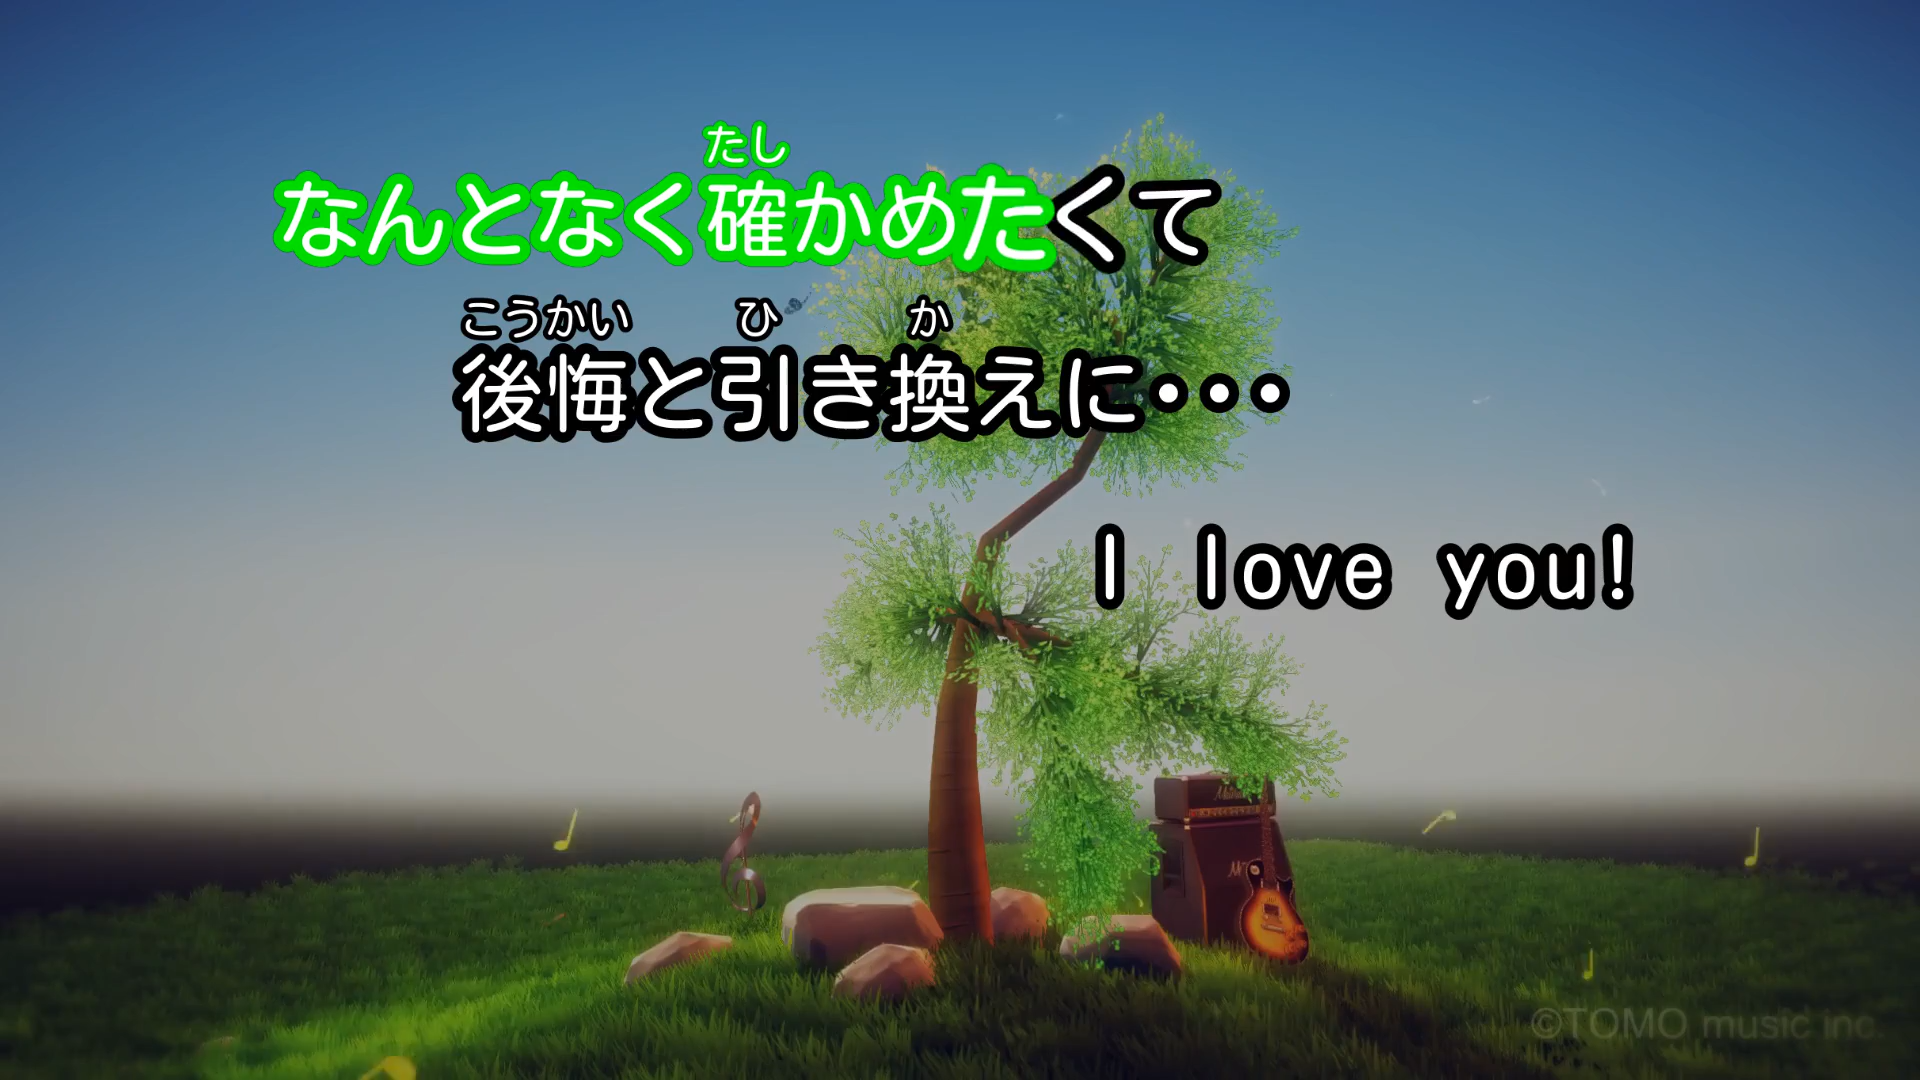 たし
なんとなく確かめたくて
こうかい ひ か
後悔と引き換えに・・・
I love you!
©TOMO music inc